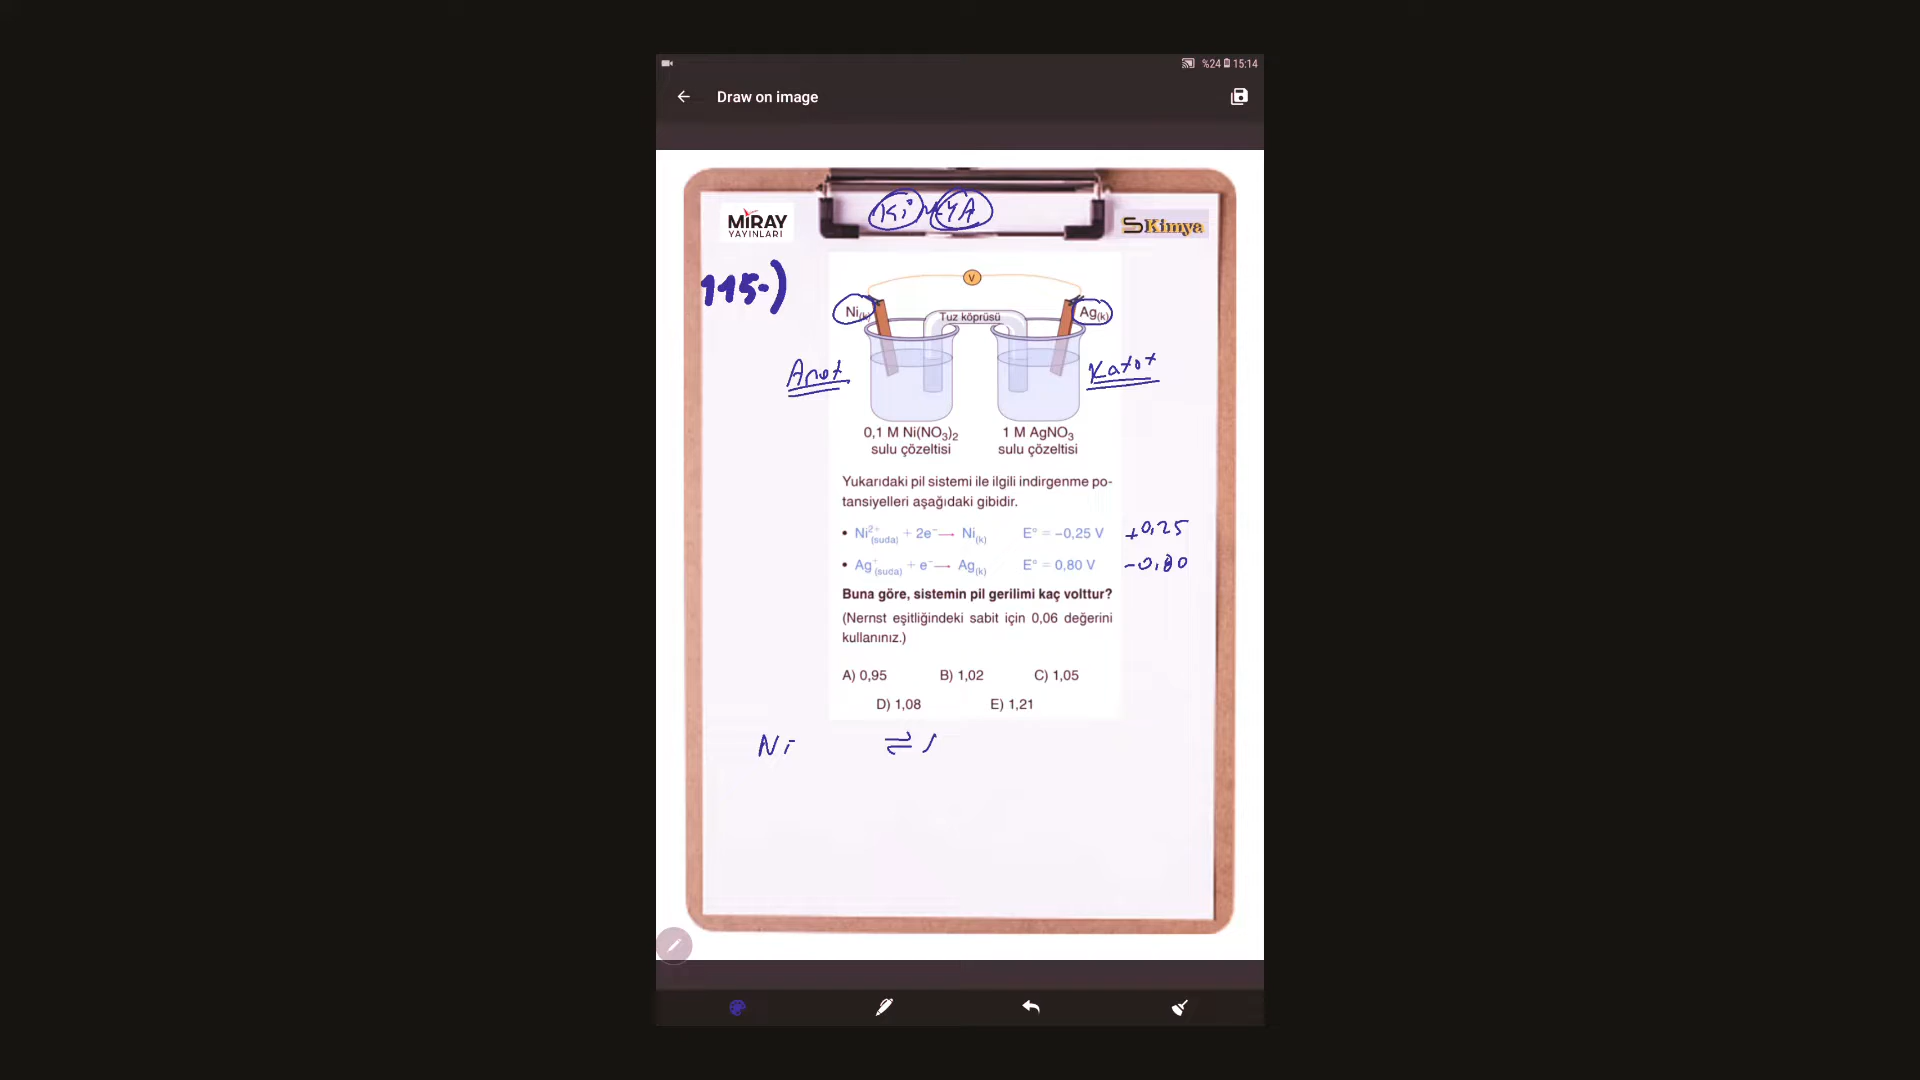 %24 15:14
Draw on image
KİMYA
MİRAY
YAYINLARI
SKimya
115-)
V
Ni(k)
Tuz köprüsü
Ag(k)
Anot
Katot
0,1 M Ni(NO3)2
sulu çözeltisi
1 M AgNO3
sulu çözeltisi
Yukarıdaki pil sistemi ile ilgili indirgenme po-
tansiyelleri aşağıdaki gibidir.
• Ni2+(suda) + 2e− → Ni(k) E° = −0,25 V +0,25
• Ag+(suda) + e− → Ag(k) E° = 0,80 V −0,80
Buna göre, sistemin pil gerilimi kaç volttur?
(Nernst eşitliğindeki sabit için 0,06 değerini
kullanınız.)
A) 0,95 B) 1,02 C) 1,05
D) 1,08 E) 1,21
Ni ⇌